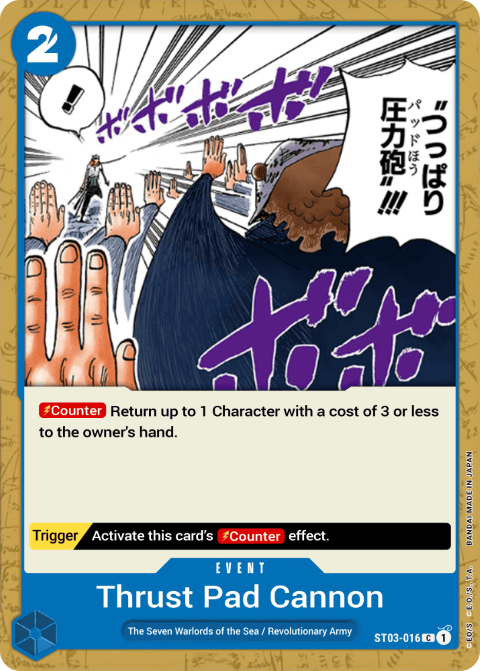 2
!
ボボボボ
"つっぱり
圧力砲"!!!
パッドほう
ボボ
⚡Counter Return up to 1 Character with a cost of 3 or less
to the owner's hand.
Trigger Activate this card's ⚡Counter effect.
EVENT
Thrust Pad Cannon
The Seven Warlords of the Sea / Revolutionary Army
ST03-016 C 1
©E.O./S. ©E.O./S.,T.A. BANDAI MADE IN JAPAN